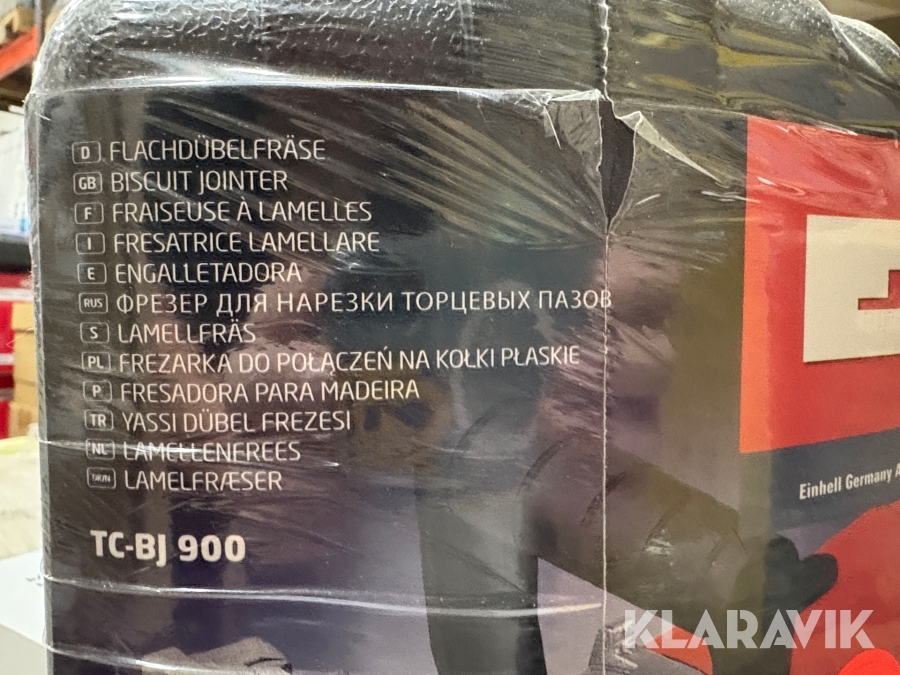 D FLACHDÜBELFRÄSE
GB BISCUIT JOINTER
F FRAISEUSE À LAMELLES
I FRESATRICE LAMELLARE
E ENGALLETADORA
RUS ФРЕЗЕР ДЛЯ НАРЕЗКИ ТОРЦЕВЫХ ПАЗОВ
S LAMELLFRÄS
PL FREZARKA DO POŁĄCZEŃ NA KOŁKI PŁASKIE
P FRESADORA PARA MADEIRA
TR YASSI DÜBEL FREZESI
NL LAMELLENFREES
DK/N LAMELFRÆSER
TC-BJ 900
Einhell Germany A
KLARAVIK